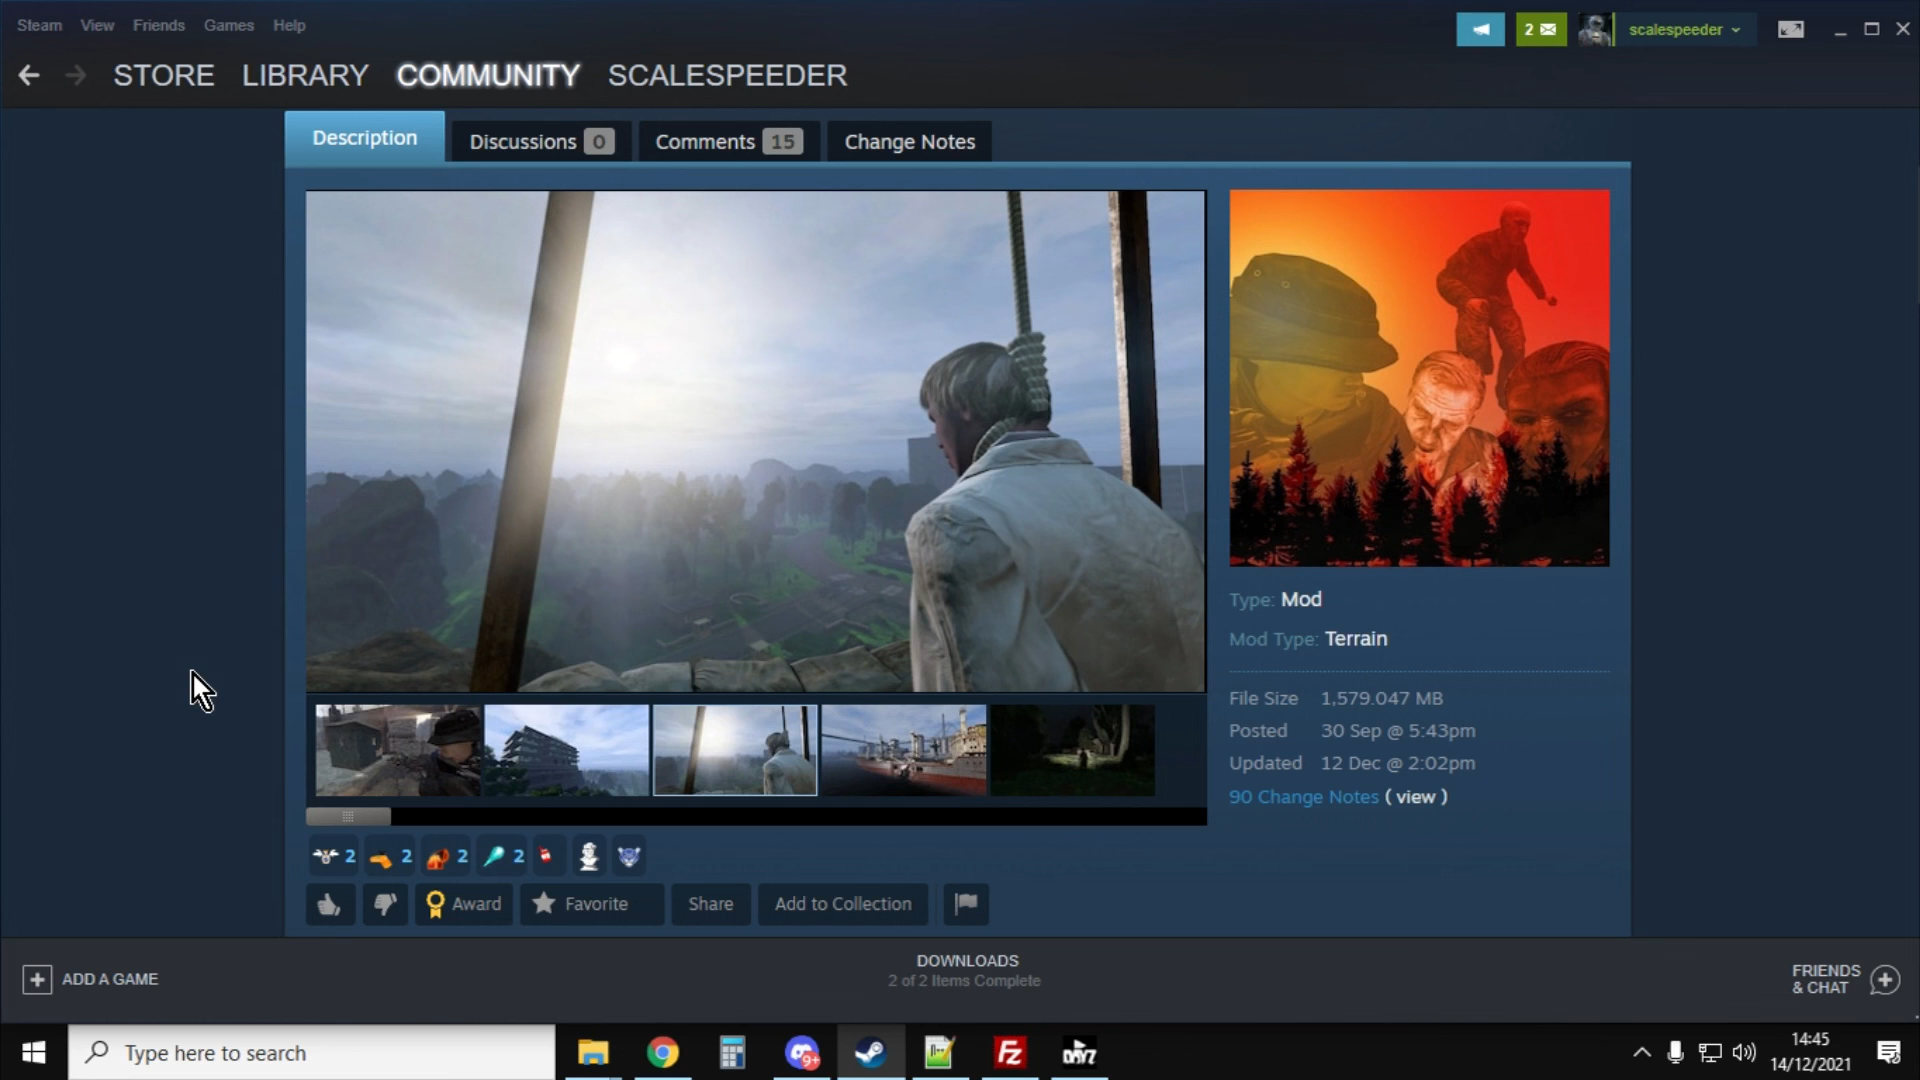 Steam View Friends Games Help
2
scalespeeder
STORE LIBRARY COMMUNITY SCALESPEEDER
Description
Discussions 0
Comments 15
Change Notes
Type: Mod
Mod Type: Terrain
File Size 1,579.047 MB
Posted 30 Sep @ 5:43pm
Updated 12 Dec @ 2:02pm
90 Change Notes ( view )
2 2 2 2
Award
Favorite
Share
Add to Collection
ADD A GAME
DOWNLOADS
2 of 2 Items Complete
FRIENDS
& CHAT
Type here to search
9+
Fz
DAYZ
14:45
14/12/2021